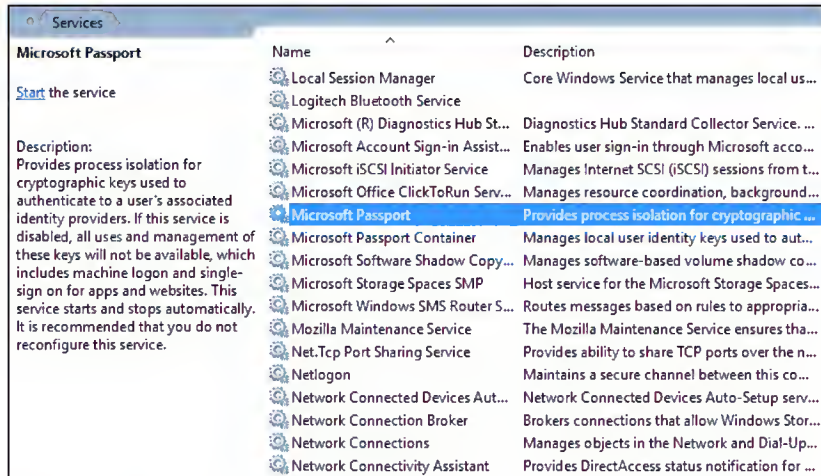 Services
Microsoft Passport
Start the service
Description:
Provides process isolation for
cryptographic keys used to
authenticate to a user's associated
identity providers. If this service is
disabled, all uses and management of
these keys will not be available, which
includes machine logon and single-
sign on for apps and websites. This
service starts and stops automatically.
It is recommended that you do not
reconfigure this service.
Name Description
Local Session Manager Core Windows Service that manages local us...
Logitech Bluetooth Service
Microsoft (R) Diagnostics Hub St... Diagnostics Hub Standard Collector Service. ...
Microsoft Account Sign-in Assist... Enables user sign-in through Microsoft acco...
Microsoft iSCSI Initiator Service Manages Internet SCSI (iSCSI) sessions from t...
Microsoft Office ClickToRun Serv... Manages resource coordination, background...
Microsoft Passport Provides process isolation for cryptographic ...
Microsoft Passport Container Manages local user identity keys used to aut...
Microsoft Software Shadow Copy... Manages software-based volume shadow co...
Microsoft Storage Spaces SMP Host service for the Microsoft Storage Spaces...
Microsoft Windows SMS Router S... Routes messages based on rules to appropria...
Mozilla Maintenance Service The Mozilla Maintenance Service ensures tha...
Net.Tcp Port Sharing Service Provides ability to share TCP ports over the n...
Netlogon Maintains a secure channel between this co...
Network Connected Devices Aut... Network Connected Devices Auto-Setup serv...
Network Connection Broker Brokers connections that allow Windows Stor...
Network Connections Manages objects in the Network and Dial-Up...
Network Connectivity Assistant Provides DirectAccess status notification for ...